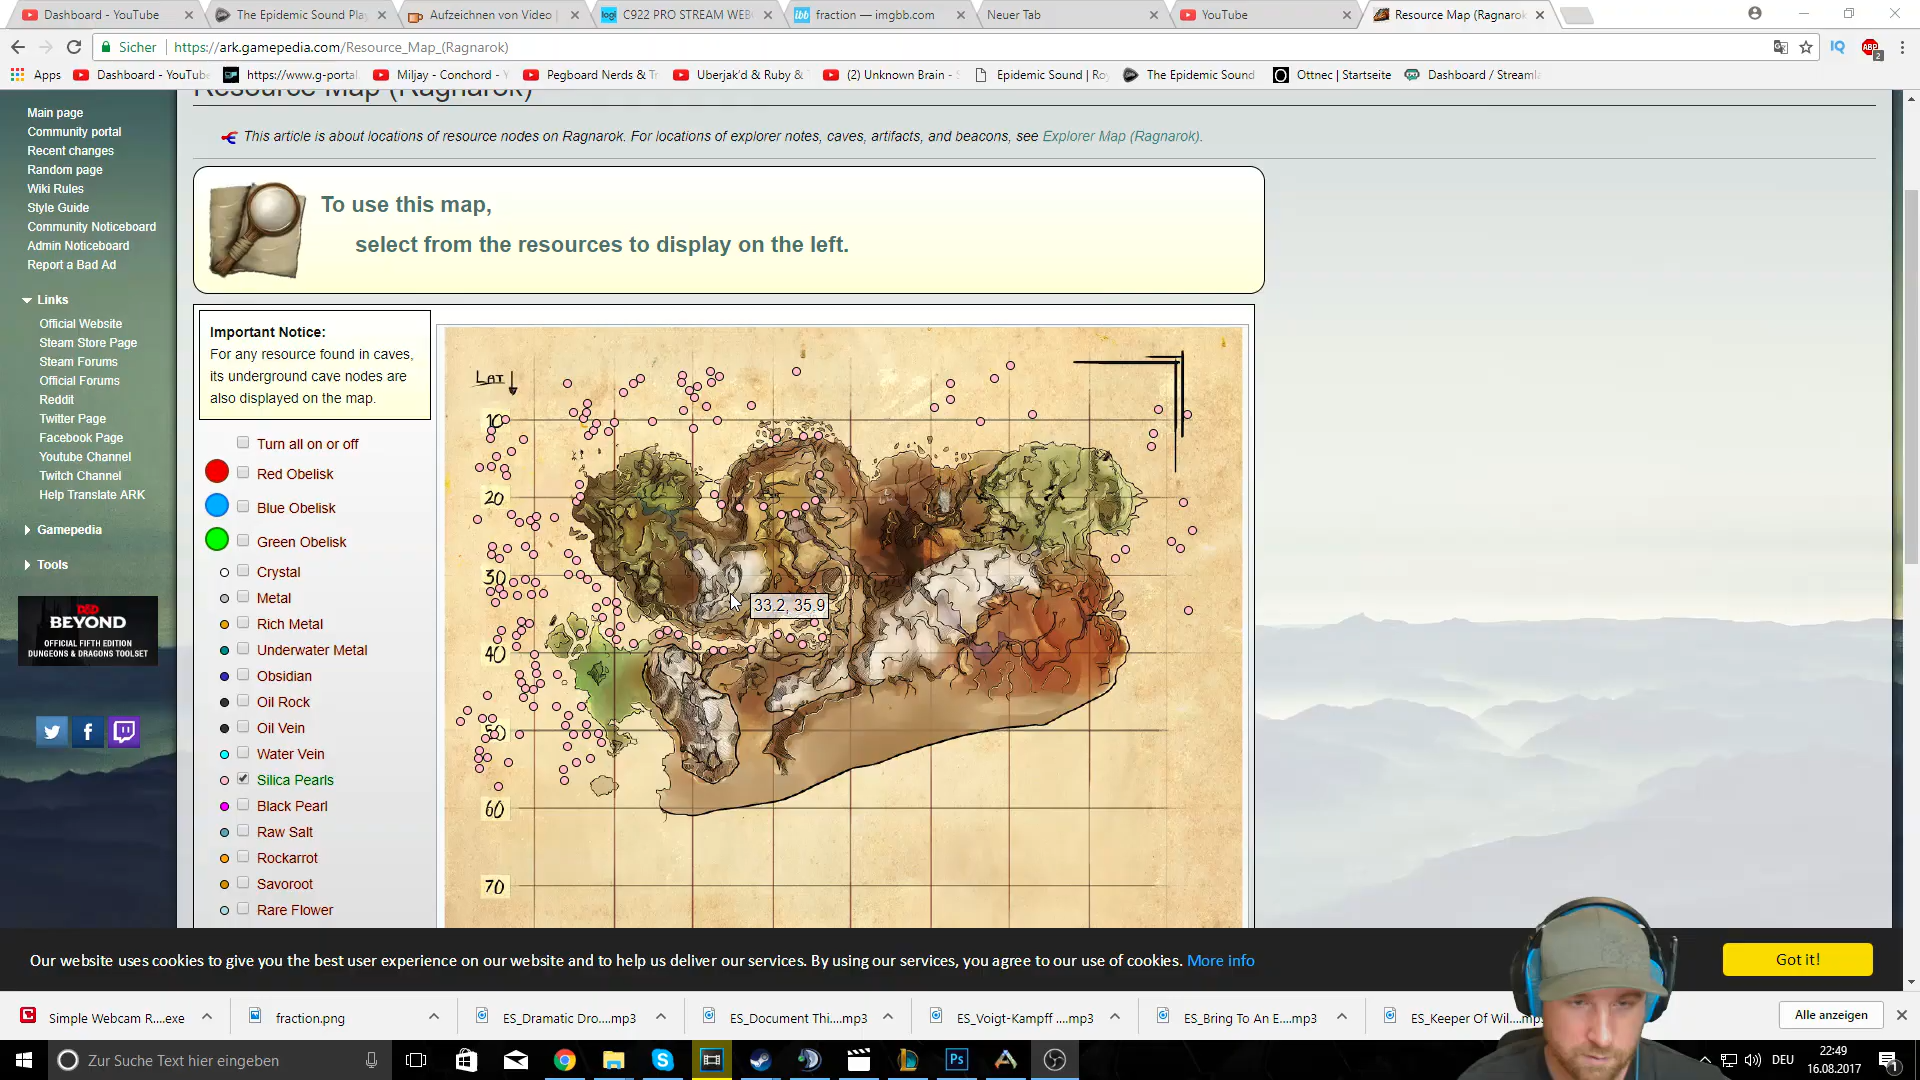 Dashboard - YouTube
The Epidemic Sound Play
Aufzeichnen von Video
C922 PRO STREAM WEB
fraction — imgbb.com
Neuer Tab
YouTube
Resource Map (Ragnarok
Sicher
https://ark.gamepedia.com/Resource_Map_(Ragnarok)
Apps
Dashboard - YouTube
https://www.g-portal.
Miljay - Conchord - Y
Pegboard Nerds & Tr
Uberjak'd & Ruby &
(2) Unknown Brain -
Epidemic Sound | Ro
The Epidemic Sound
Ottnec | Startseite
Dashboard / Streamla
Resource Map (Ragnarok)
This article is about locations of resource nodes on Ragnarok. For locations of explorer notes, caves, artifacts, and beacons, see Explorer Map (Ragnarok).
To use this map,
select from the resources to display on the left.
Main page
Community portal
Recent changes
Random page
Wiki Rules
Style Guide
Community Noticeboard
Admin Noticeboard
Report a Bad Ad
Links
Official Website
Steam Store Page
Steam Forums
Official Forums
Reddit
Twitter Page
Facebook Page
Youtube Channel
Twitch Channel
Help Translate ARK
Gamepedia
Tools
D&D
BEYOND
OFFICIAL FIFTH EDITION
DUNGEONS & DRAGONS TOOLSET
Important Notice:
For any resource found in caves,
its underground cave nodes are
also displayed on the map.
Turn all on or off
Red Obelisk
Blue Obelisk
Green Obelisk
Crystal
Metal
Rich Metal
Underwater Metal
Obsidian
Oil Rock
Oil Vein
Water Vein
Silica Pearls
Black Pearl
Raw Salt
Rockarrot
Savoroot
Rare Flower
LAT
10
20
30
40
50
60
70
33.2, 35.9
Our website uses cookies to give you the best user experience on our website and to help us deliver our services. By using our services, you agree to our use of cookies. More info
Got it!
Simple Webcam R....exe
fraction.png
ES_Dramatic Dro....mp3
ES_Document Thi....mp3
ES_Voigt-Kampff ....mp3
ES_Bring To An E....mp3
ES_Keeper Of Wil....mp3
Alle anzeigen
Zur Suche Text hier eingeben
DEU
22:49
16.08.2017